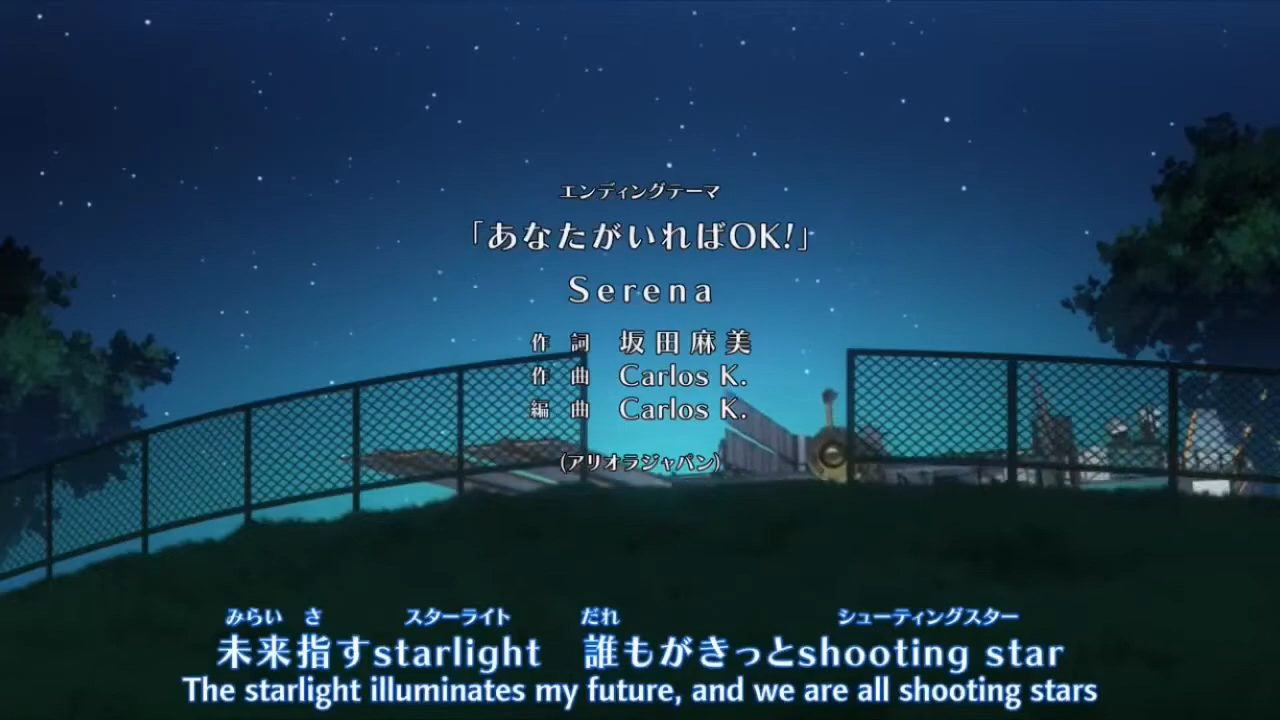 エンディングテーマ
「あなたがいればOK!」
Serena
作詞 坂田麻美
作曲 Carlos K.
編曲 Carlos K.
(アリオラジャパン)
みらい さ スターライト だれ シューティングスター
未来指すstarlight 誰もがきっとshooting star
The starlight illuminates my future, and we are all shooting stars